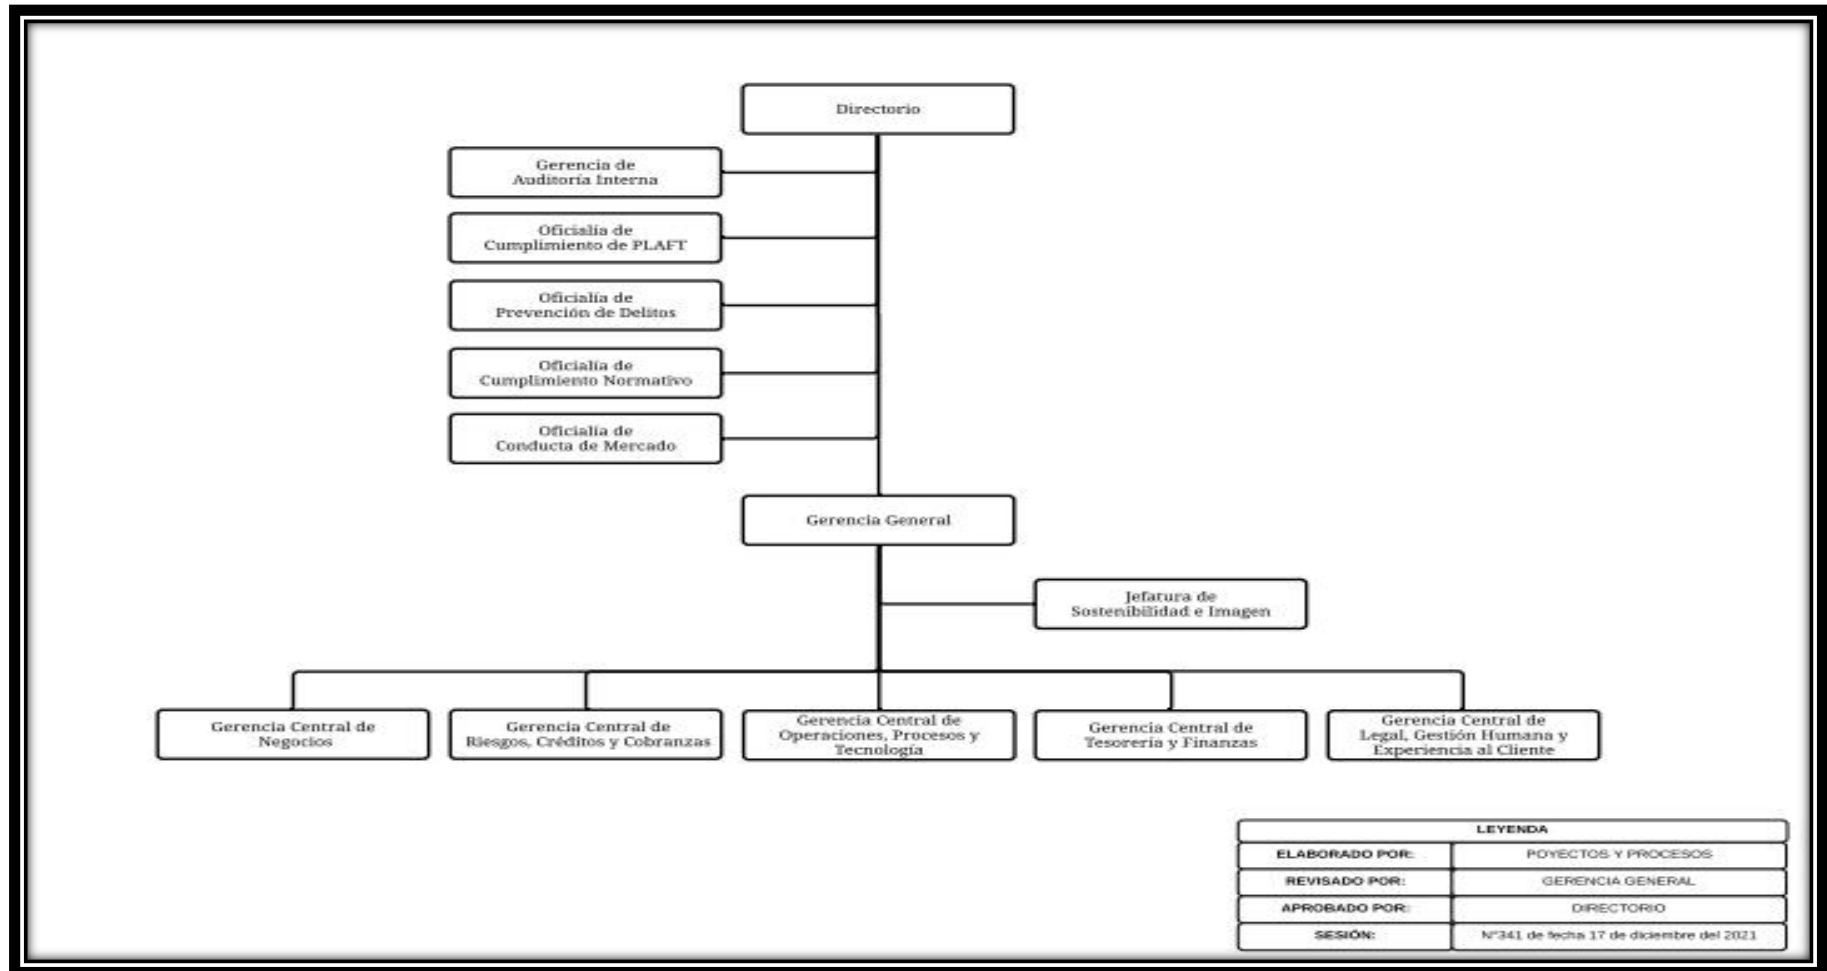 Directorio
Gerencia de
Auditoría Interna
Oficialía de
Cumplimiento de PLAFT
Oficialía de
Prevención de Delitos
Oficialía de
Cumplimiento Normativo
Oficialía de
Conducta de Mercado
Gerencia General
Jefatura de
Sostenibilidad e Imagen
Gerencia Central de
Negocios
Gerencia Central de
Riesgos, Créditos y Cobranzas
Gerencia Central de
Operaciones, Procesos y
Tecnología
Gerencia Central de
Tesorería y Finanzas
Gerencia Central de
Legal, Gestión Humana y
Experiencia al Cliente
LEYENDA
ELABORADO POR: POYECTOS Y PROCESOS
REVISADO POR: GERENCIA GENERAL
APROBADO POR: DIRECTORIO
SESIÓN: N°341 de fecha 17 de diciembre del 2021